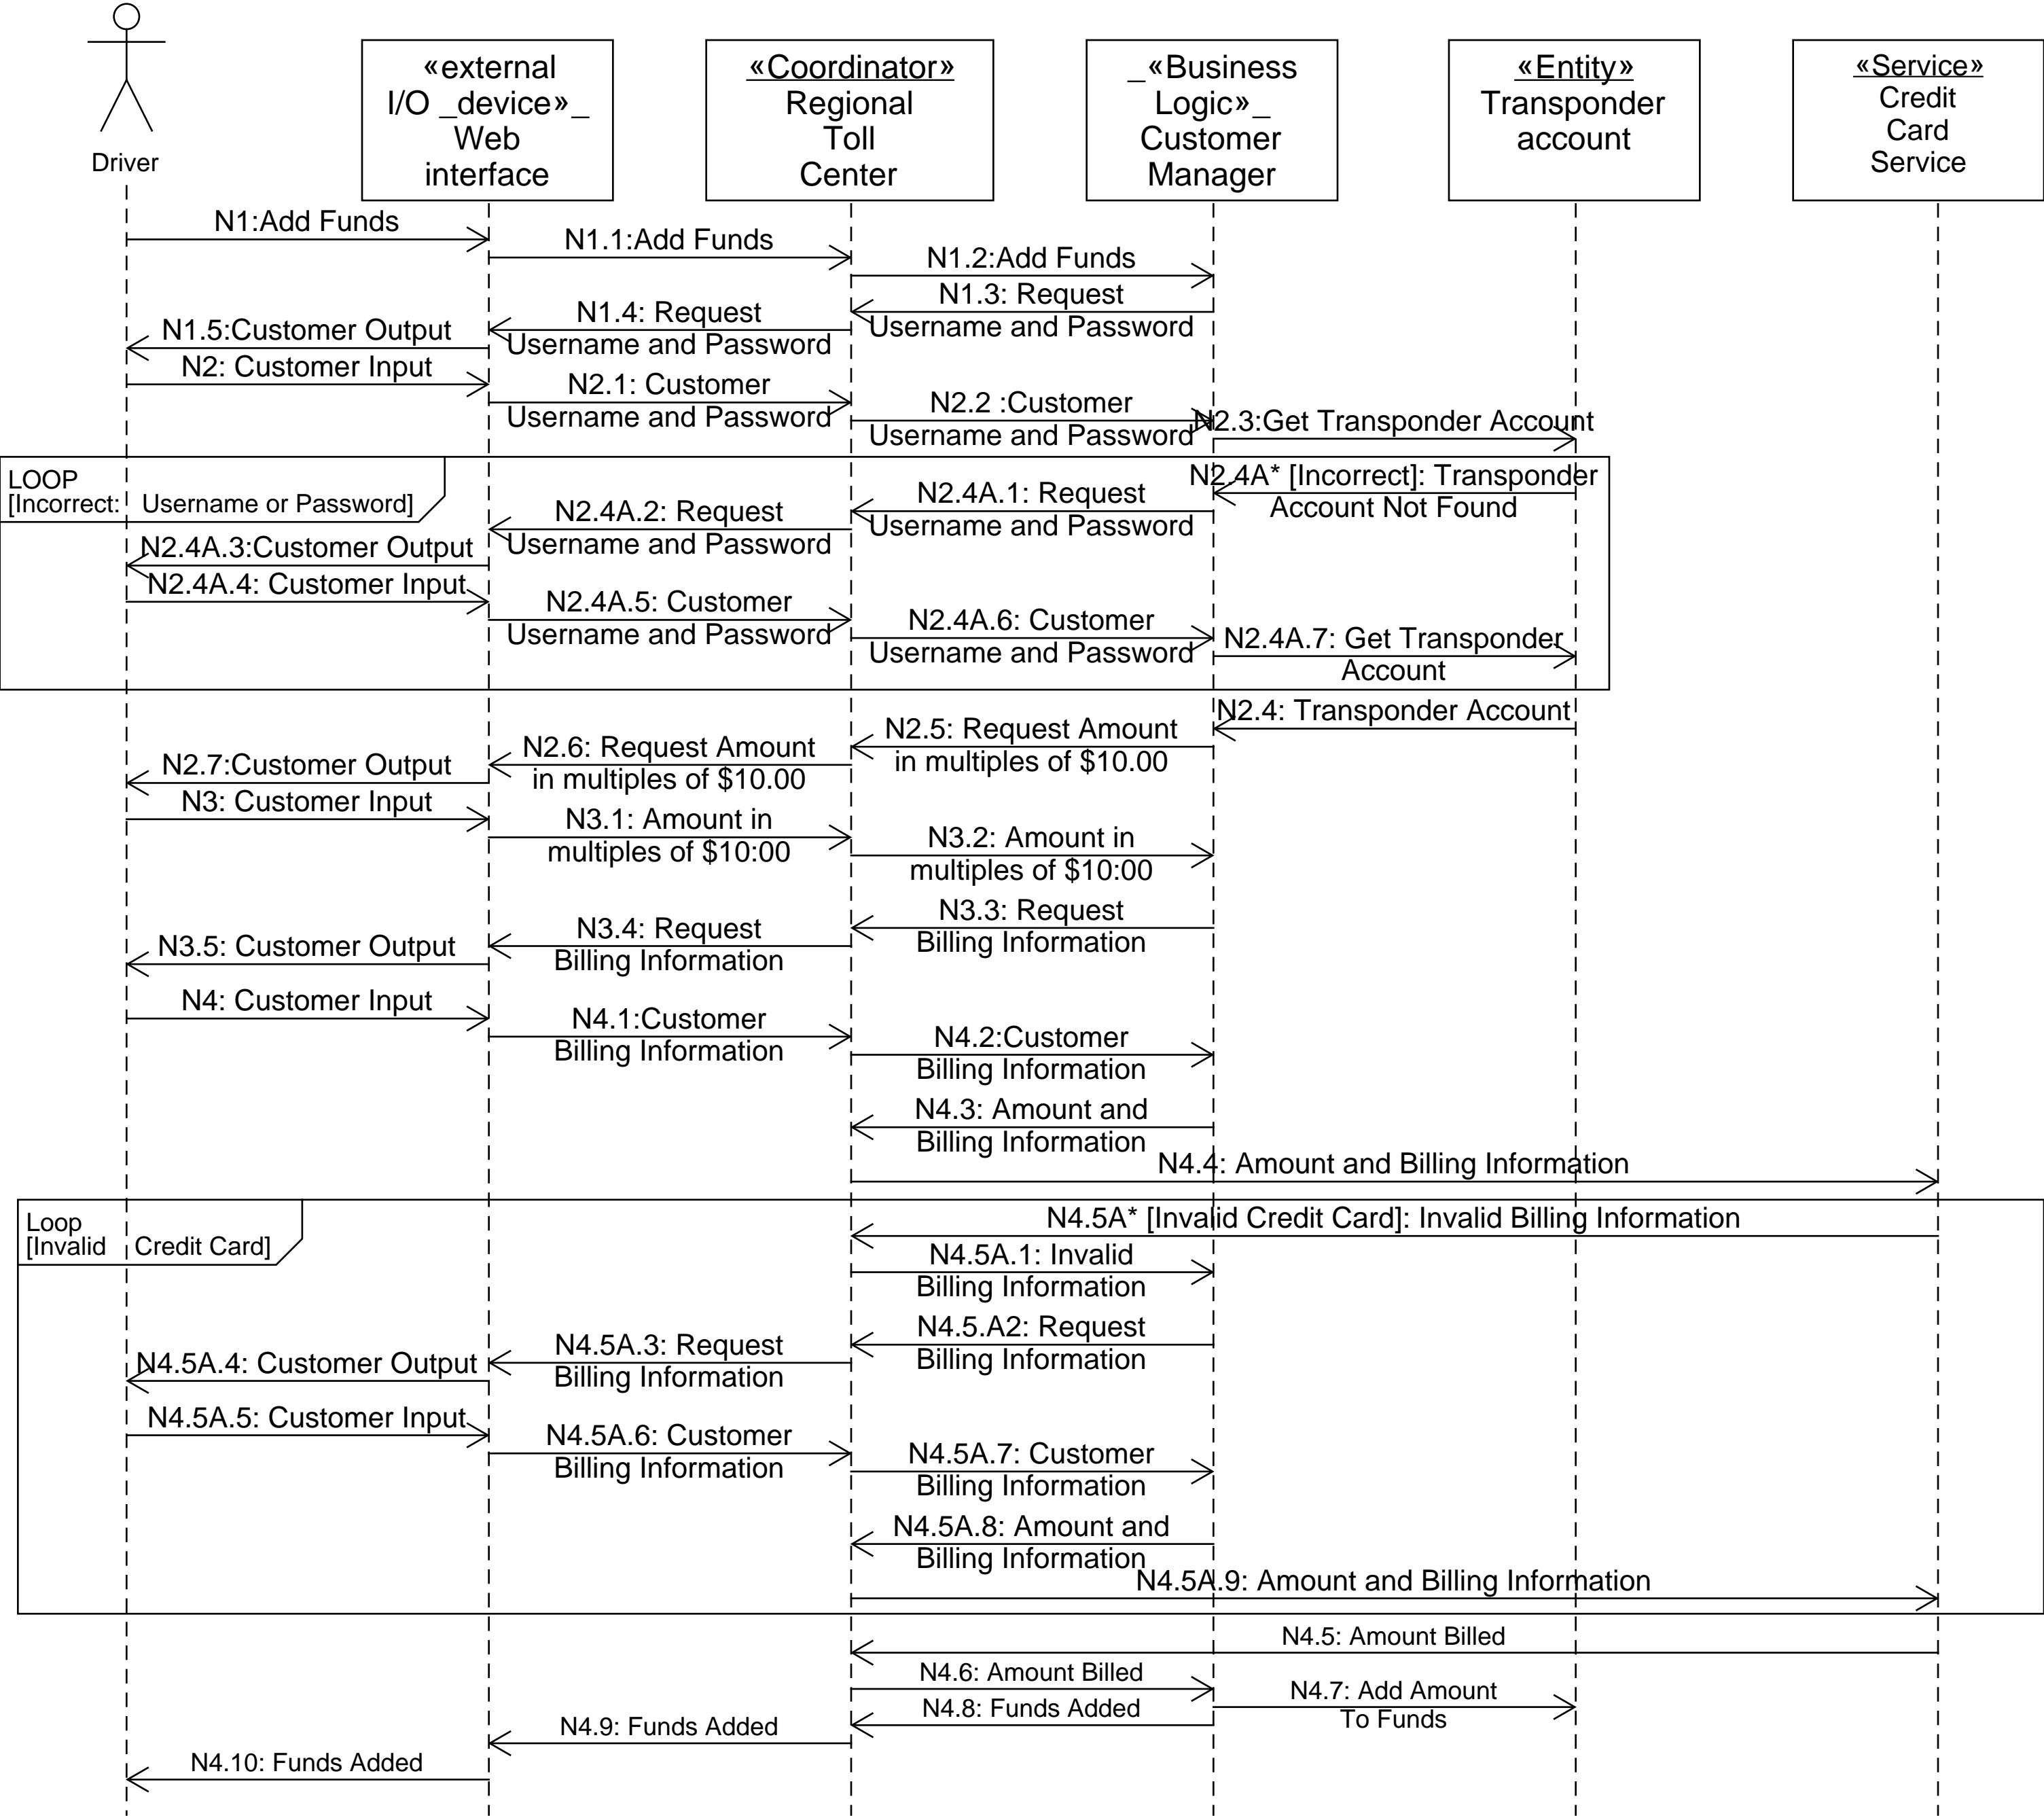 Driver
«external
I/O _device»_
Web
interface
«Coordinator»
Regional
Toll
Center
_«Business
Logic»_
Customer
Manager
«Entity»
Transponder
account
«Service»
Credit
Card
Service
N1:Add Funds
N1.1:Add Funds
N1.2:Add Funds
N1.3: Request
Username and Password
N1.4: Request
Username and Password
N1.5:Customer Output
N2: Customer Input
N2.1: Customer
Username and Password
N2.2 :Customer
Username and Password
N2.3:Get Transponder Account
LOOP
[Incorrect: Username or Password]
N2.4A* [Incorrect]: Transponder
Account Not Found
N2.4A.1: Request
Username and Password
N2.4A.2: Request
Username and Password
N2.4A.3:Customer Output
N2.4A.4: Customer Input
N2.4A.5: Customer
Username and Password
N2.4A.6: Customer
Username and Password
N2.4A.7: Get Transponder
Account
N2.4: Transponder Account
N2.5: Request Amount
in multiples of $10.00
N2.6: Request Amount
in multiples of $10.00
N2.7:Customer Output
N3: Customer Input
N3.1: Amount in
multiples of $10:00
N3.2: Amount in
multiples of $10:00
N3.3: Request
Billing Information
N3.4: Request
Billing Information
N3.5: Customer Output
N4: Customer Input
N4.1:Customer
Billing Information
N4.2:Customer
Billing Information
N4.3: Amount and
Billing Information
N4.4: Amount and Billing Information
Loop
[Invalid Credit Card]
N4.5A* [Invalid Credit Card]: Invalid Billing Information
N4.5A.1: Invalid
Billing Information
N4.5.A2: Request
Billing Information
N4.5A.3: Request
Billing Information
N4.5A.4: Customer Output
N4.5A.5: Customer Input
N4.5A.6: Customer
Billing Information
N4.5A.7: Customer
Billing Information
N4.5A.8: Amount and
Billing Information
N4.5A.9: Amount and Billing Information
N4.5: Amount Billed
N4.6: Amount Billed
N4.7: Add Amount
To Funds
N4.8: Funds Added
N4.9: Funds Added
N4.10: Funds Added